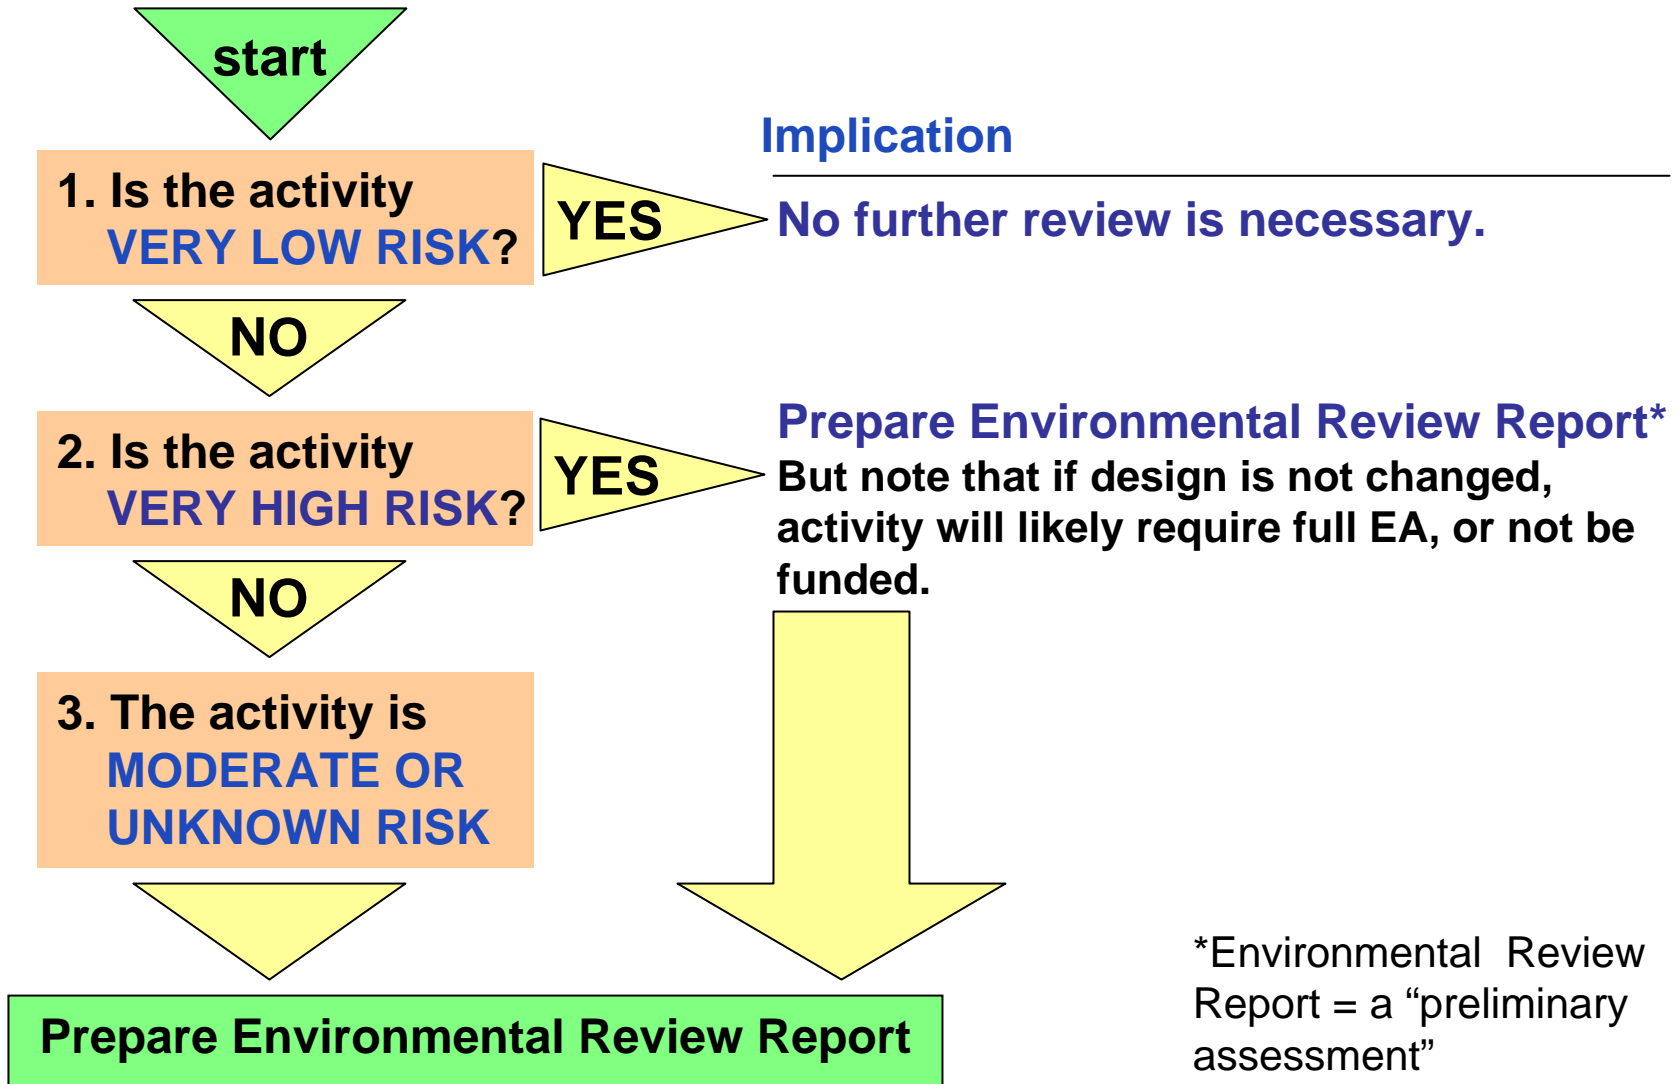 start
Implication
1. Is the activity
VERY LOW RISK?
YES
No further review is necessary.
NO
2. Is the activity
VERY HIGH RISK?
YES
Prepare Environmental Review Report*
But note that if design is not changed,
activity will likely require full EA, or not be
funded.
NO
3. The activity is
MODERATE OR
UNKNOWN RISK
Prepare Environmental Review Report
*Environmental Review
Report = a “preliminary
assessment”